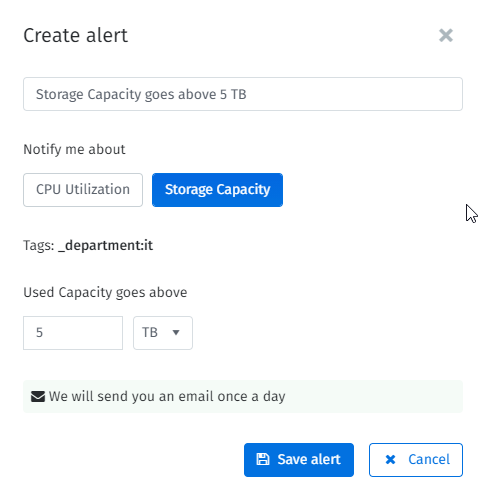 Create alert
Storage Capacity goes above 5 TB
Notify me about
CPU Utilization Storage Capacity
Tags: _department:it
Used Capacity goes above
5 TB
We will send you an email once a day
Save alert Cancel